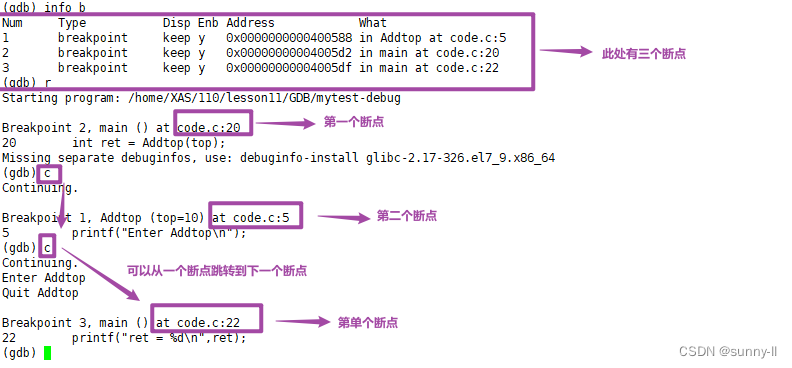 (gdb) info b
Num     Type           Disp Enb Address            What
1       breakpoint     keep y   0x0000000000400588 in Addtop at code.c:5
2       breakpoint     keep y   0x00000000004005d2 in main at code.c:20
3       breakpoint     keep y   0x00000000004005df in main at code.c:22
此处有三个断点
(gdb) r
Starting program: /home/XAS/110/lesson11/GDB/mytest-debug
Breakpoint 2, main () at code.c:20
第一个断点
20        int ret = Addtop(top);
Missing separate debuginfos, use: debuginfo-install glibc-2.17-326.el7_9.x86_64
(gdb) c
Continuing.
Breakpoint 1, Addtop (top=10) at code.c:5
第二个断点
5         printf("Enter Addtop\n");
(gdb) c
Continuing.
可以从一个断点跳转到下一个断点
Enter Addtop
Quit Addtop
Breakpoint 3, main () at code.c:22
第单个断点
22        printf("ret = %d\n",ret);
(gdb)
CSDN @sunny-ll